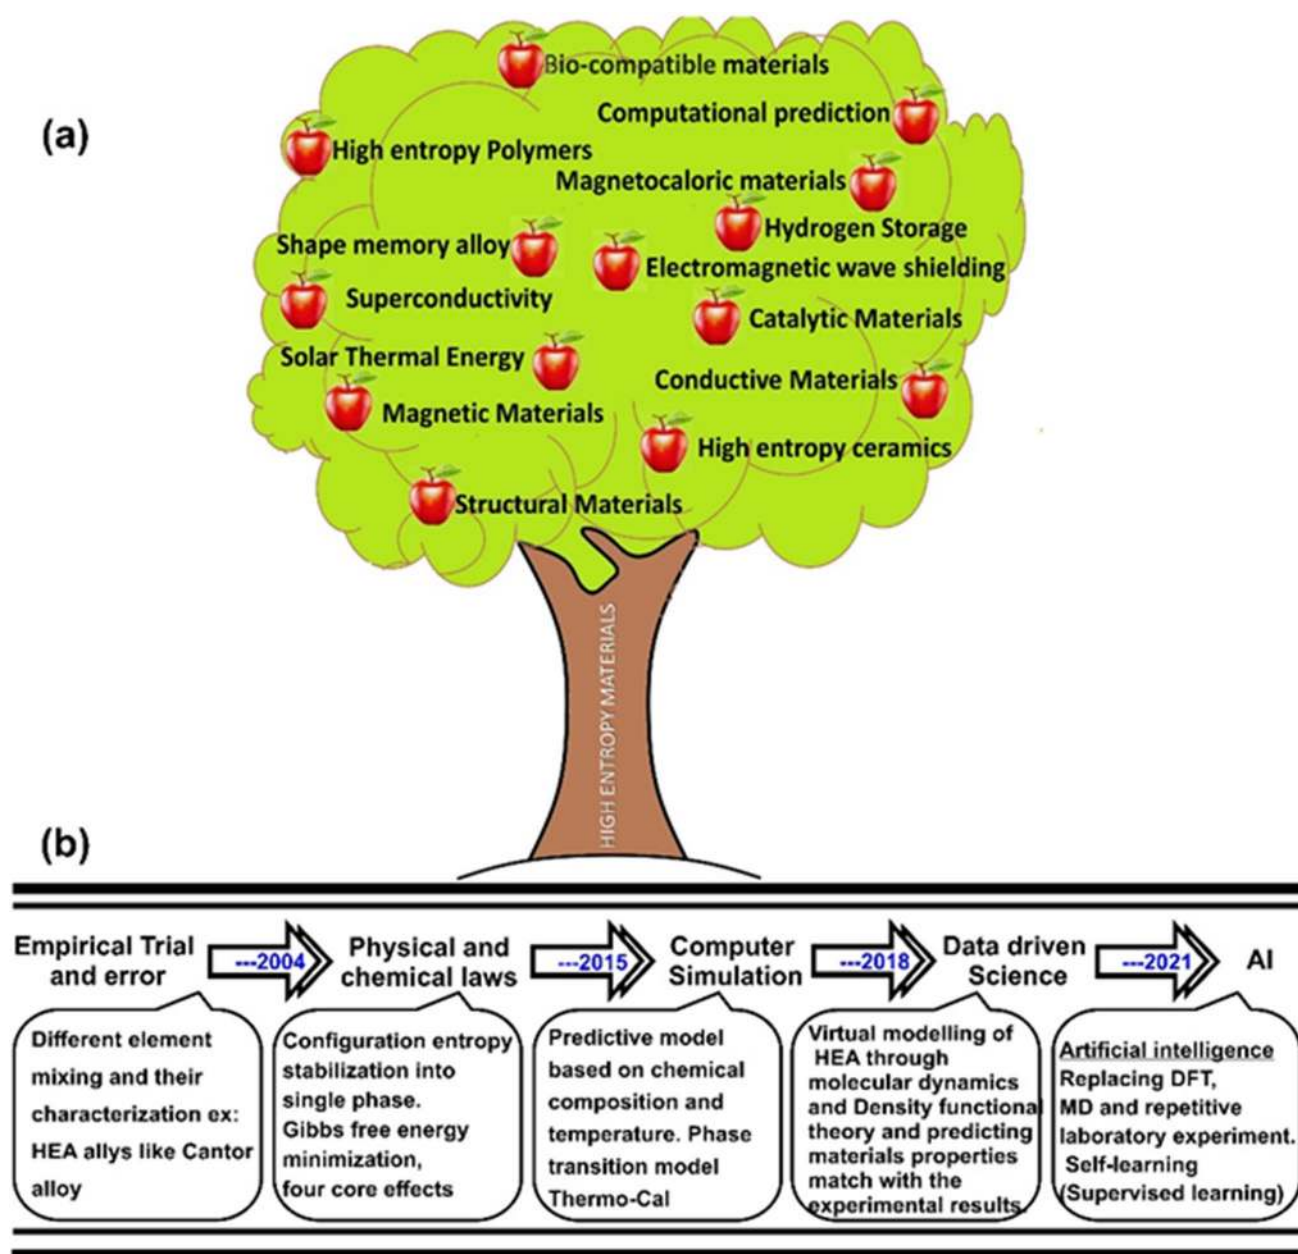 (a)
Bio-compatible materials
Computational prediction
High entropy Polymers
Magnetocaloric materials
Hydrogen Storage
Shape memory alloy
Electromagnetic wave shielding
Superconductivity
Catalytic Materials
Solar Thermal Energy
Conductive Materials
Magnetic Materials
High entropy ceramics
Structural Materials
HIGH ENTROPY MATERIALS
(b)
Empirical Trial
and error
---2004
Physical and
chemical laws
---2015
Computer
Simulation
---2018
Data driven
Science
---2021
AI
Different element
mixing and their
characterization ex:
HEA allys like Cantor
alloy
Configuration entropy
stabilization into
single phase.
Gibbs free energy
minimization,
four core effects
Predictive model
based on chemical
composition and
temperature. Phase
transition model
Thermo-Cal
Virtual modelling of
HEA through
molecular dynamics
and Density functional
theory and predicting
materials properties
match with the
experimental results.
Artificial intelligence
Replacing DFT,
MD and repetitive
laboratory experiment.
Self-learning
(Supervised learning)